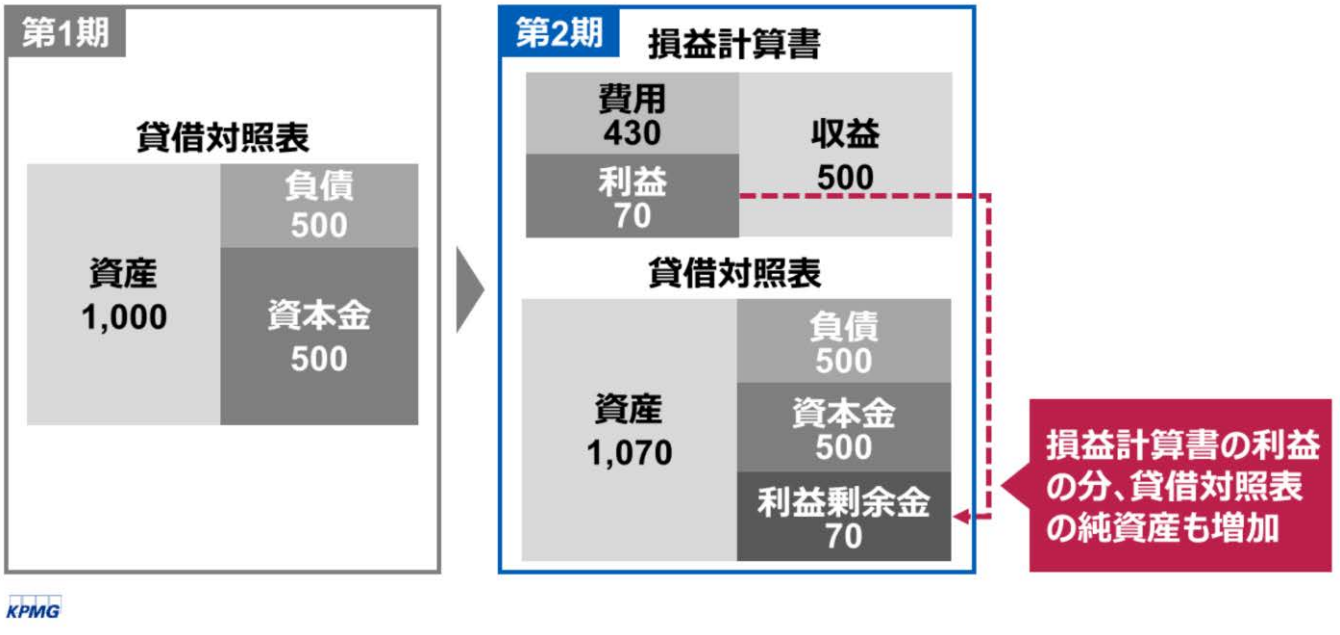 第1期
貸借対照表
資産
1,000
負債
500
資本金
500
第2期
損益計算書
費用
430
利益
70
収益
500
貸借対照表
資産
1,070
負債
500
資本金
500
利益剰余金
70
損益計算書の利益
の分、貸借対照表
の純資産も増加
KPMG